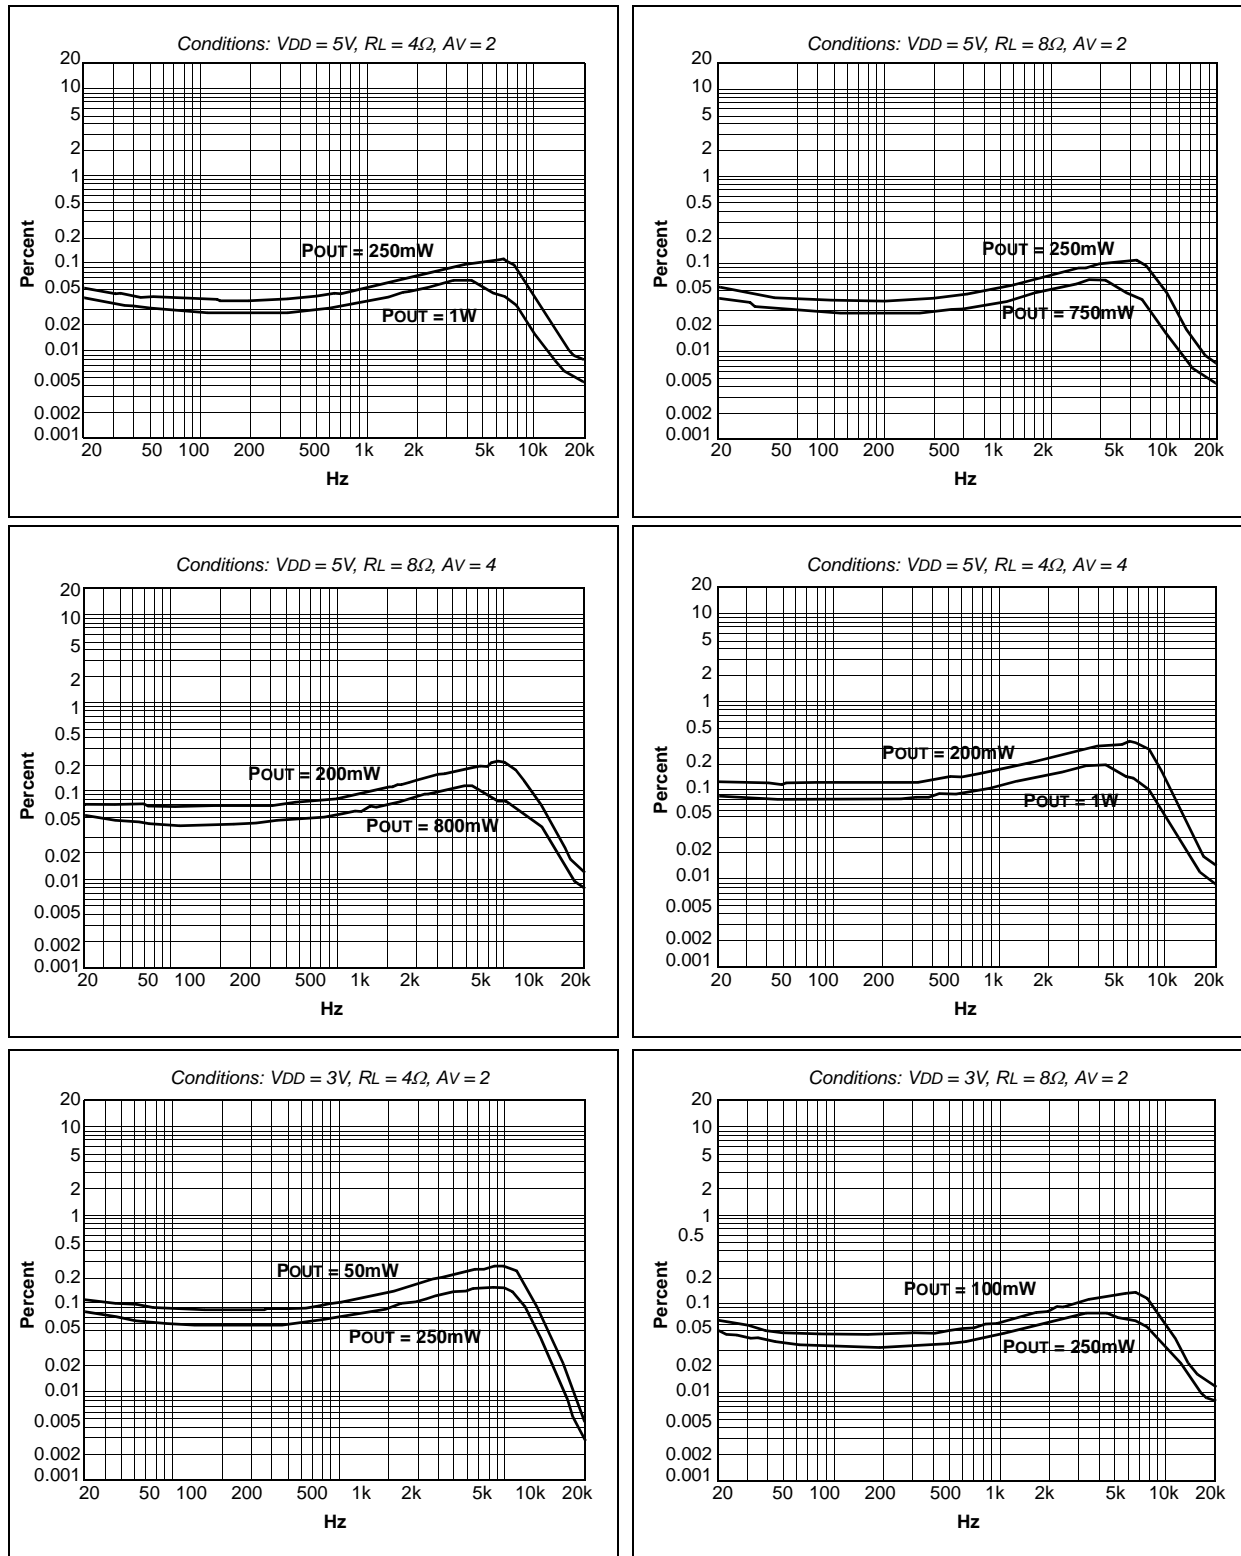 Conditions: VDD = 5V, RL = 4Ω, AV = 2
20
10
5
2
1
0.5
0.2
0.1
0.05
0.02
0.01
0.005
0.002
0.001
Percent
POUT = 250mW
POUT = 1W
20 50 100 200 500 1k 2k 5k 10k 20k
Hz
Conditions: VDD = 5V, RL = 8Ω, AV = 2
20
10
5
2
1
0.5
0.2
0.1
0.05
0.02
0.01
0.005
0.002
0.001
Percent
POUT = 250mW
POUT = 750mW
20 50 100 200 500 1k 2k 5k 10k 20k
Hz
Conditions: VDD = 5V, RL = 8Ω, AV = 4
20
10
5
2
1
0.5
0.2
0.1
0.05
0.02
0.01
0.005
0.002
0.001
Percent
POUT = 200mW
POUT = 800mW
20 50 100 200 500 1k 2k 5k 10k 20k
Hz
Conditions: VDD = 5V, RL = 4Ω, AV = 4
20
10
5
2
1
0.5
0.2
0.1
0.05
0.02
0.01
0.005
0.002
0.001
Percent
POUT = 200mW
POUT = 1W
20 50 100 200 500 1k 2k 5k 10k 20k
Hz
Conditions: VDD = 3V, RL = 4Ω, AV = 2
20
10
5
2
1
0.5
0.2
0.1
0.05
0.02
0.01
0.005
0.002
0.001
Percent
POUT = 50mW
POUT = 250mW
20 50 100 200 500 1k 2k 5k 10k 20k
Hz
Conditions: VDD = 3V, RL = 8Ω, AV = 2
20
10
5
2
1
0.5
0.2
0.1
0.05
0.02
0.01
0.005
0.002
0.001
Percent
POUT = 100mW
POUT = 250mW
20 50 100 200 500 1k 2k 5k 10k 20k
Hz